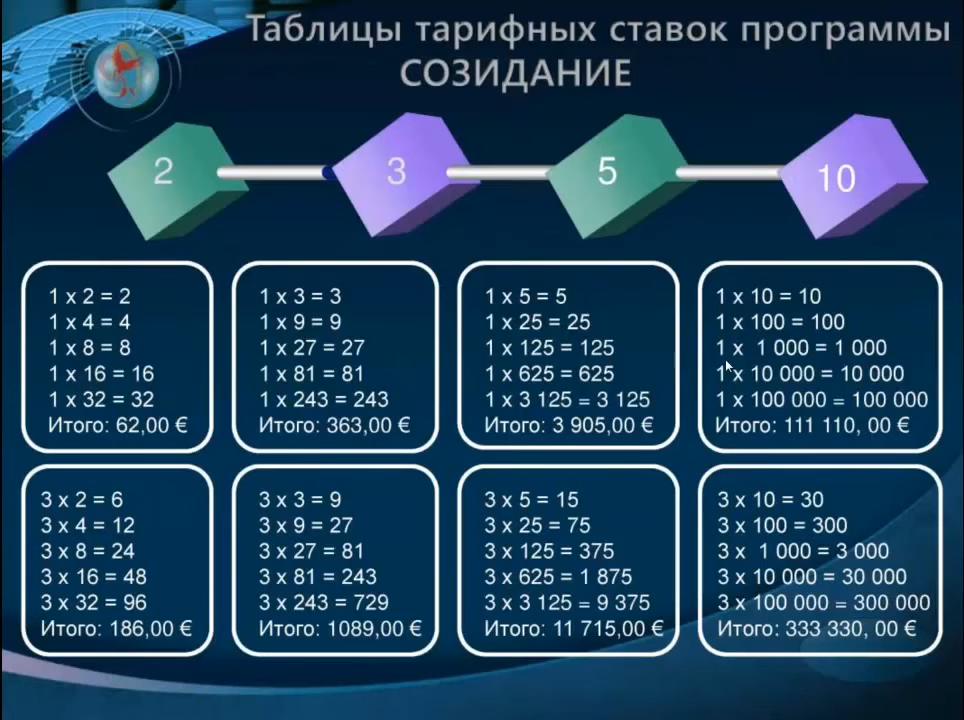 Таблицы тарифных ставок программы
СОЗИДАНИЕ
2
3
5
10
1 x 2 = 2
1 x 4 = 4
1 x 8 = 8
1 x 16 = 16
1 x 32 = 32
Итого: 62,00 €
1 x 3 = 3
1 x 9 = 9
1 x 27 = 27
1 x 81 = 81
1 x 243 = 243
Итого: 363,00 €
1 x 5 = 5
1 x 25 = 25
1 x 125 = 125
1 x 625 = 625
1 x 3 125 = 3 125
Итого: 3 905,00 €
1 x 10 = 10
1 x 100 = 100
1 x 1 000 = 1 000
1 x 10 000 = 10 000
1 x 100 000 = 100 000
Итого: 111 110, 00 €
3 x 2 = 6
3 x 4 = 12
3 x 8 = 24
3 x 16 = 48
3 x 32 = 96
Итого: 186,00 €
3 x 3 = 9
3 x 9 = 27
3 x 27 = 81
3 x 81 = 243
3 x 243 = 729
Итого: 1089,00 €
3 x 5 = 15
3 x 25 = 75
3 x 125 = 375
3 x 625 = 1 875
3 x 3 125 = 9 375
Итого: 11 715,00 €
3 x 10 = 30
3 x 100 = 300
3 x 1 000 = 3 000
3 x 10 000 = 30 000
3 x 100 000 = 300 000
Итого: 333 330, 00 €